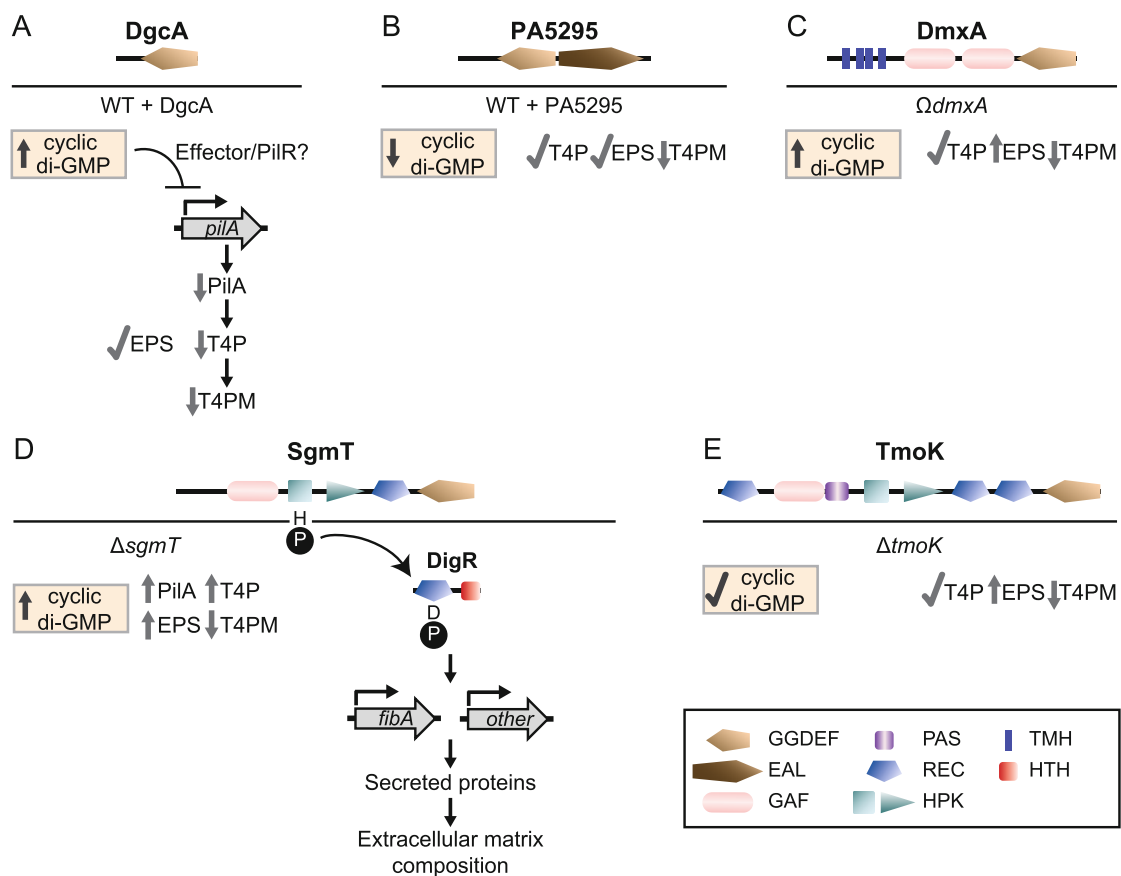 A
DgcA
WT + DgcA
cyclic
di-GMP
Effector/PilR?
pilA
PilA
EPS T4P
T4PM
B
PA5295
WT + PA5295
cyclic
di-GMP
T4P EPS T4PM
C
DmxA
ΩdmxA
cyclic
di-GMP
T4P EPS T4PM
D
SgmT
H
P
ΔsgmT
cyclic
di-GMP
PilA T4P
EPS T4PM
DigR
D
P
fibA other
Secreted proteins
Extracellular matrix
composition
E
TmoK
ΔtmoK
cyclic
di-GMP
T4P EPS T4PM
GGDEF PAS TMH
EAL REC HTH
GAF HPK